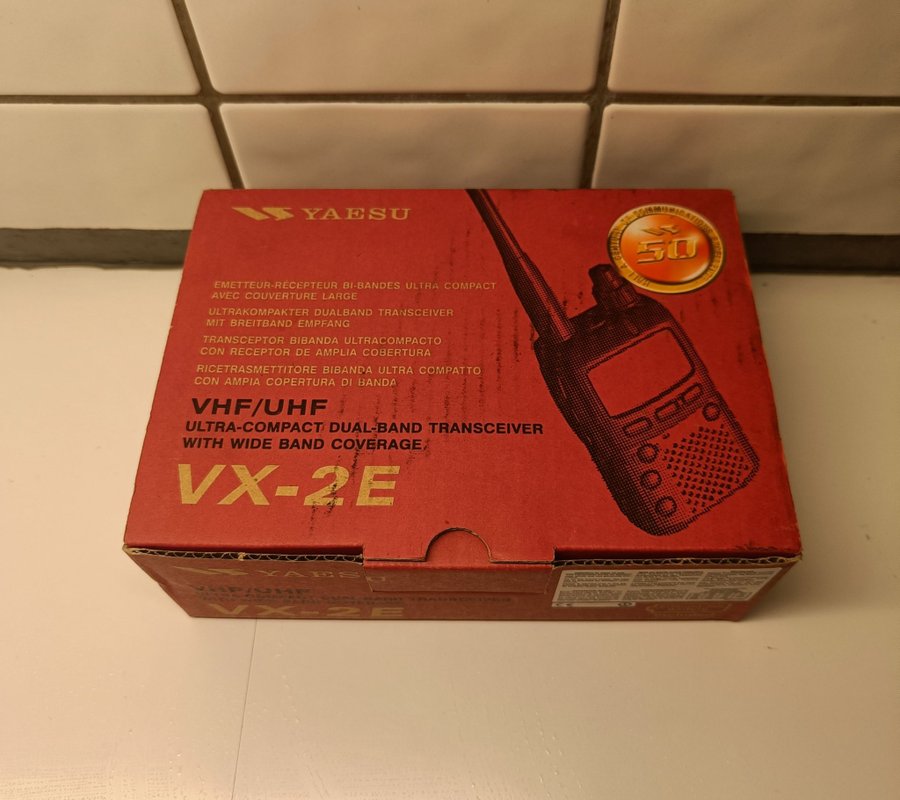 YAESU
50
EMETTEUR-RECEPTEUR BI-BANDES ULTRA COMPACT
AVEC COUVERTURE LARGE
ULTRAKOMPAKTER DUALBAND TRANSCEIVER
MIT BREITBAND EMPFANG
TRANSCEPTOR BIBANDA ULTRACOMPACTO
CON RECEPTOR DE AMPLIA COBERTURA
RICETRASMETTITORE BIBANDA ULTRA COMPATTO
CON AMPIA COPERTURA DI BANDA
VHF/UHF
ULTRA-COMPACT DUAL-BAND TRANSCEIVER
WITH WIDE BAND COVERAGE
VX-2E
YAESU
VHF/UHF
TRANSCEIVER
VX-2E